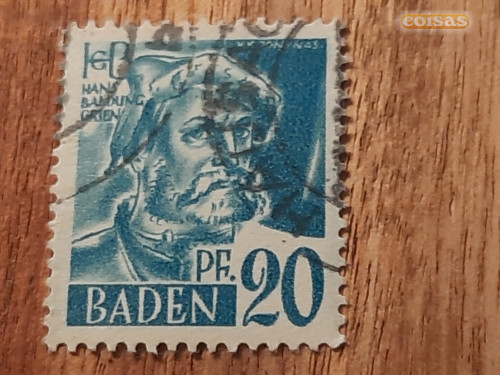 coisas
HGB
HANS
BALDUNG
GRIEN
PF. 20
BADEN